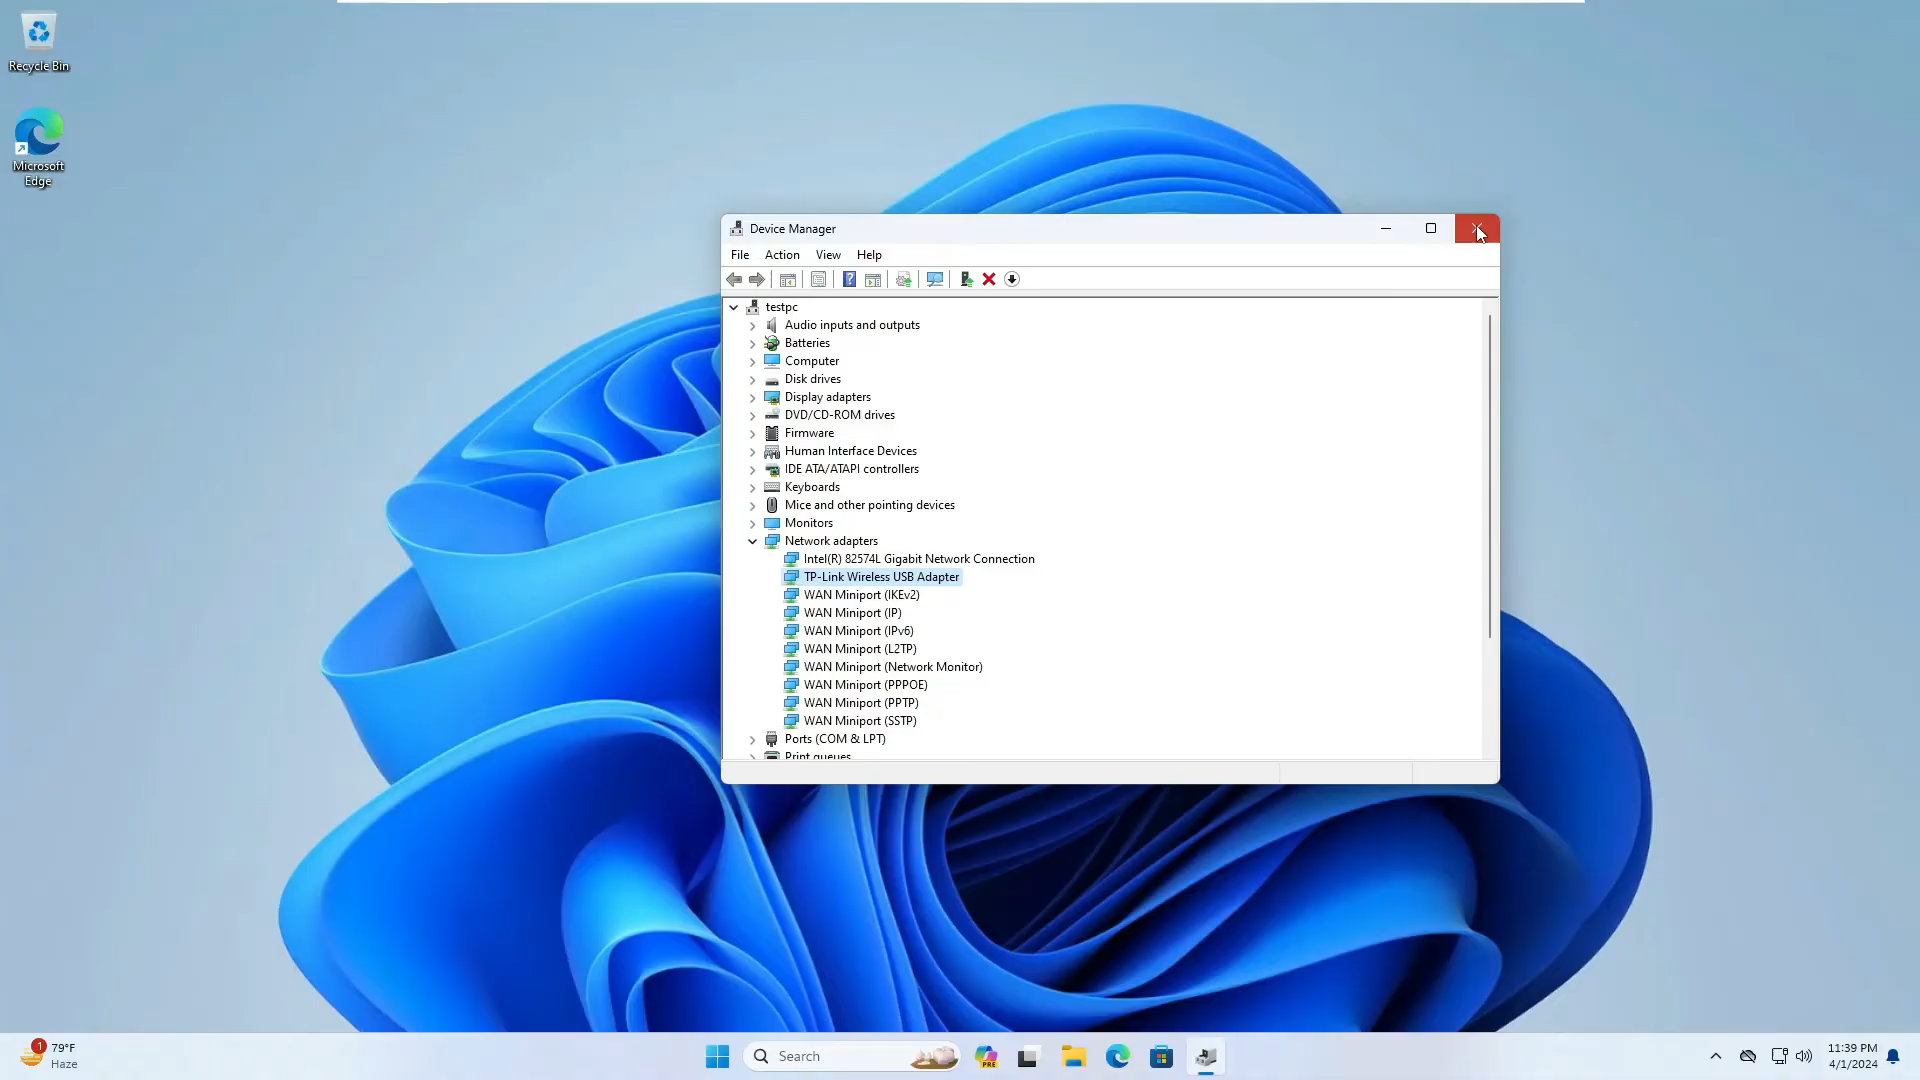 Recycle Bin
Microsoft
Edge
Device Manager
File Action View Help
testpc
Audio inputs and outputs
Batteries
Computer
Disk drives
Display adapters
DVD/CD-ROM drives
Firmware
Human Interface Devices
IDE ATA/ATAPI controllers
Keyboards
Mice and other pointing devices
Monitors
Network adapters
Intel(R) 82574L Gigabit Network Connection
TP-Link Wireless USB Adapter
WAN Miniport (IKEv2)
WAN Miniport (IP)
WAN Miniport (IPv6)
WAN Miniport (L2TP)
WAN Miniport (Network Monitor)
WAN Miniport (PPPOE)
WAN Miniport (PPTP)
WAN Miniport (SSTP)
Ports (COM & LPT)
Print queues
1
79°F
Haze
Search
PRE
11:39 PM
4/1/2024